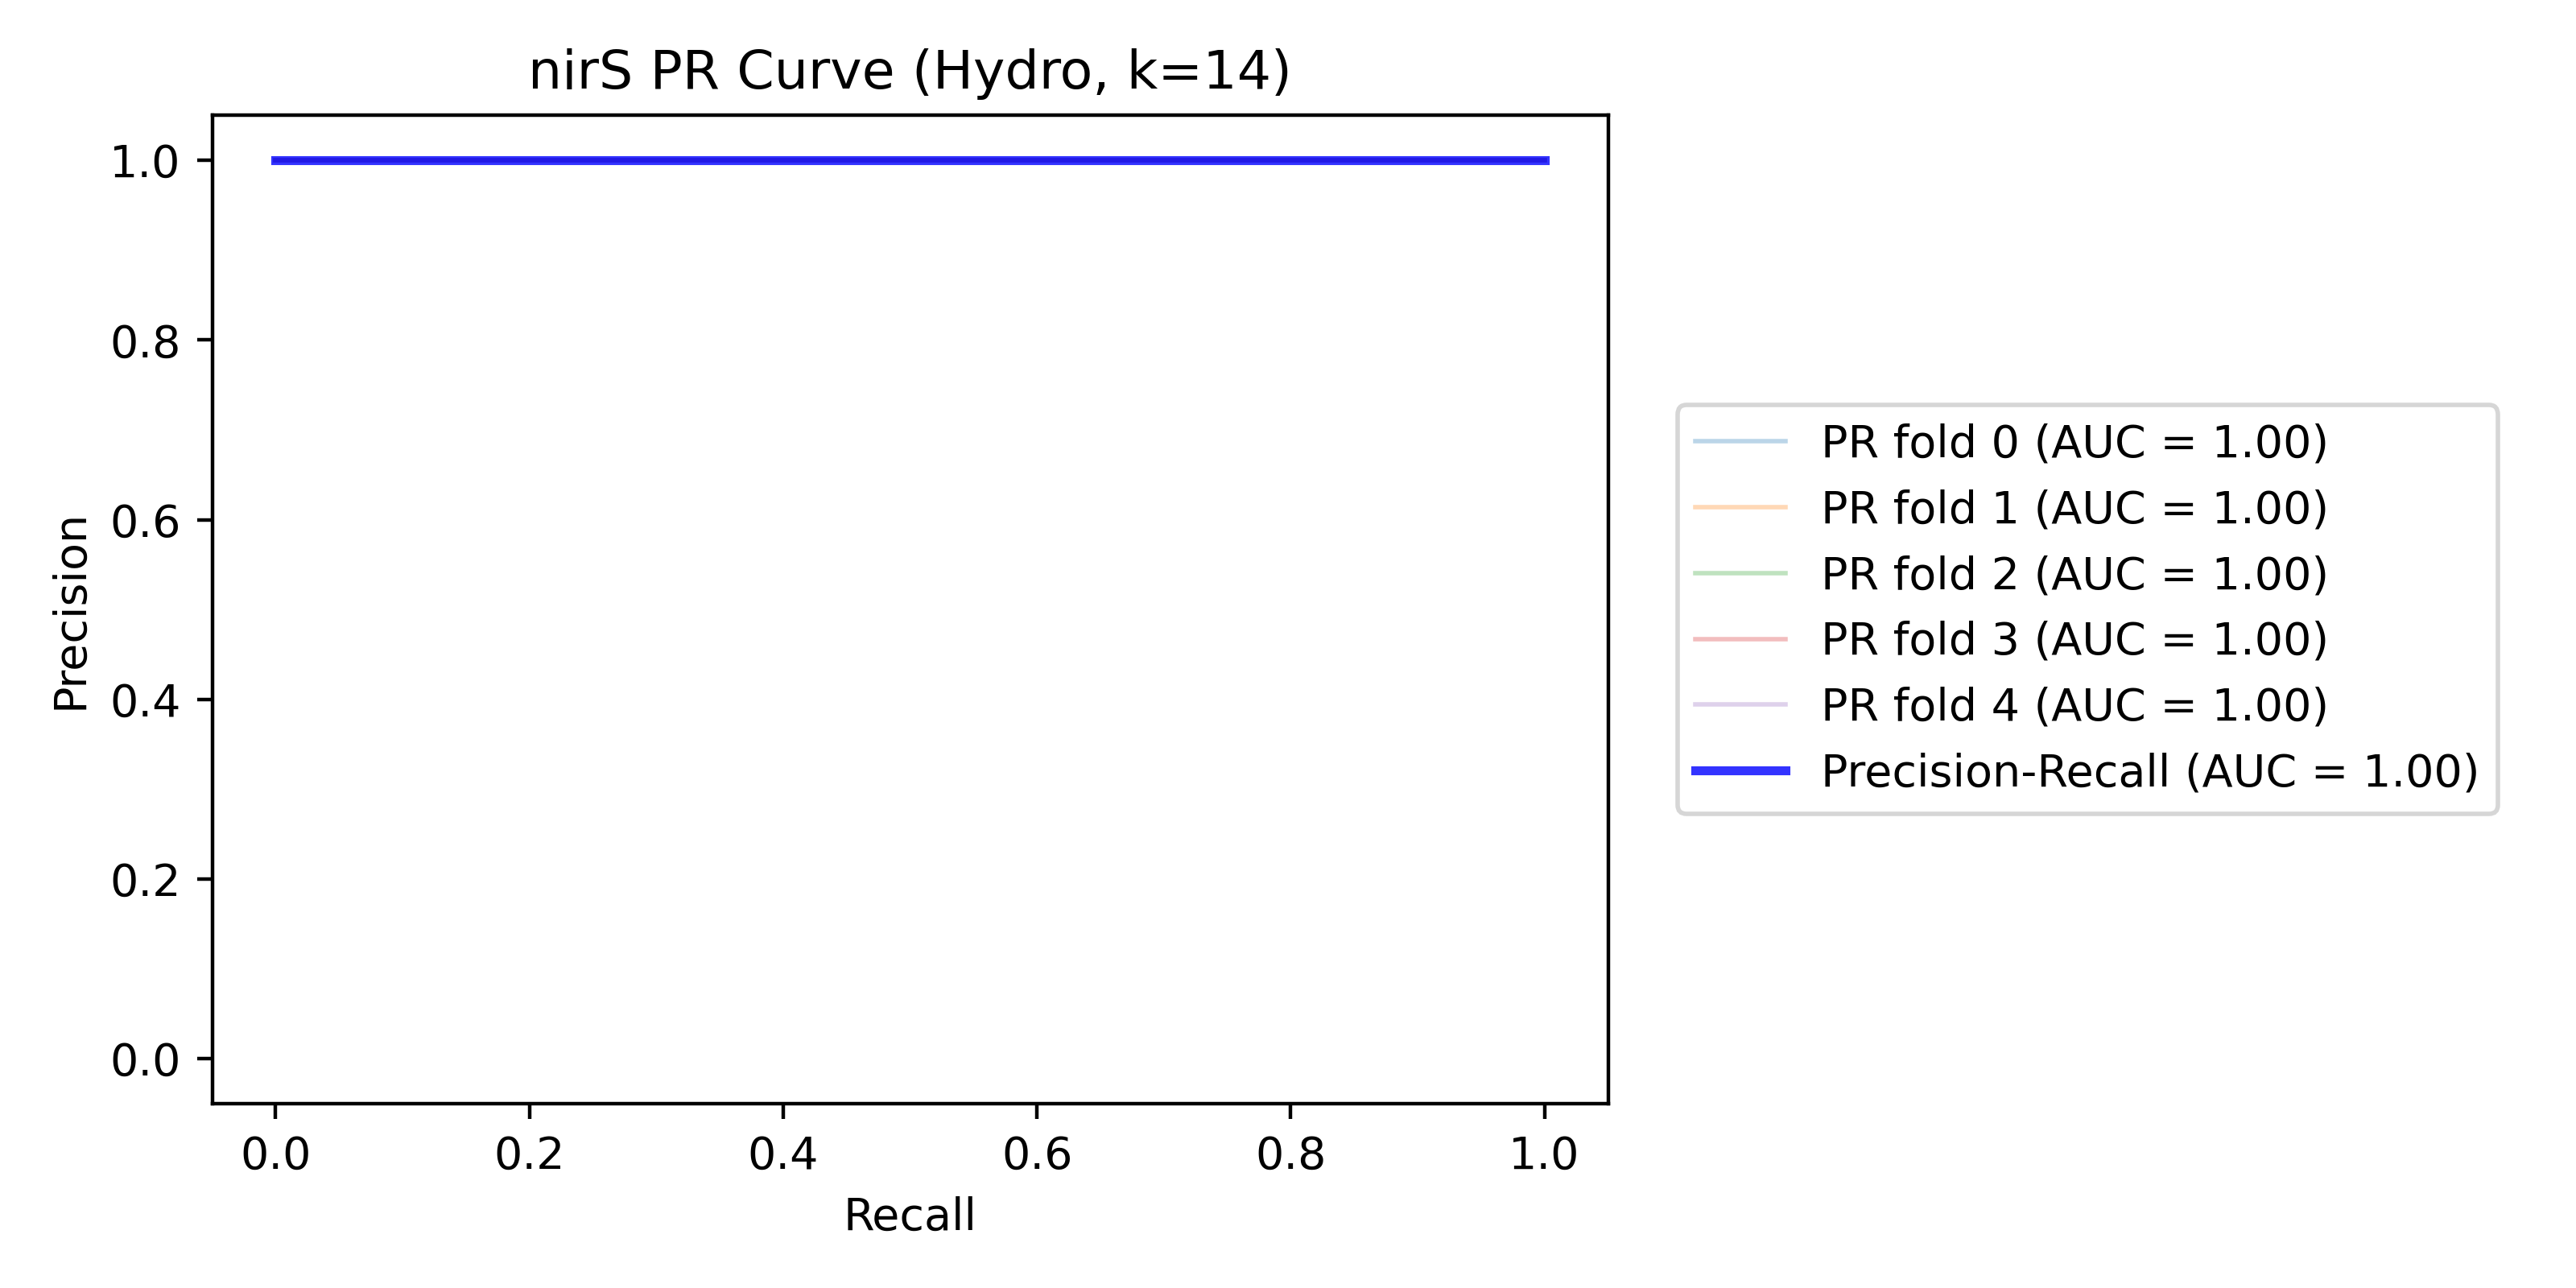 nirS PR Curve (Hydro, k=14)
1.0
0.8
0.6
0.4
0.2
0.0
Precision
0.0 0.2 0.4 0.6 0.8 1.0
Recall
PR fold 0 (AUC = 1.00)
PR fold 1 (AUC = 1.00)
PR fold 2 (AUC = 1.00)
PR fold 3 (AUC = 1.00)
PR fold 4 (AUC = 1.00)
Precision-Recall (AUC = 1.00)